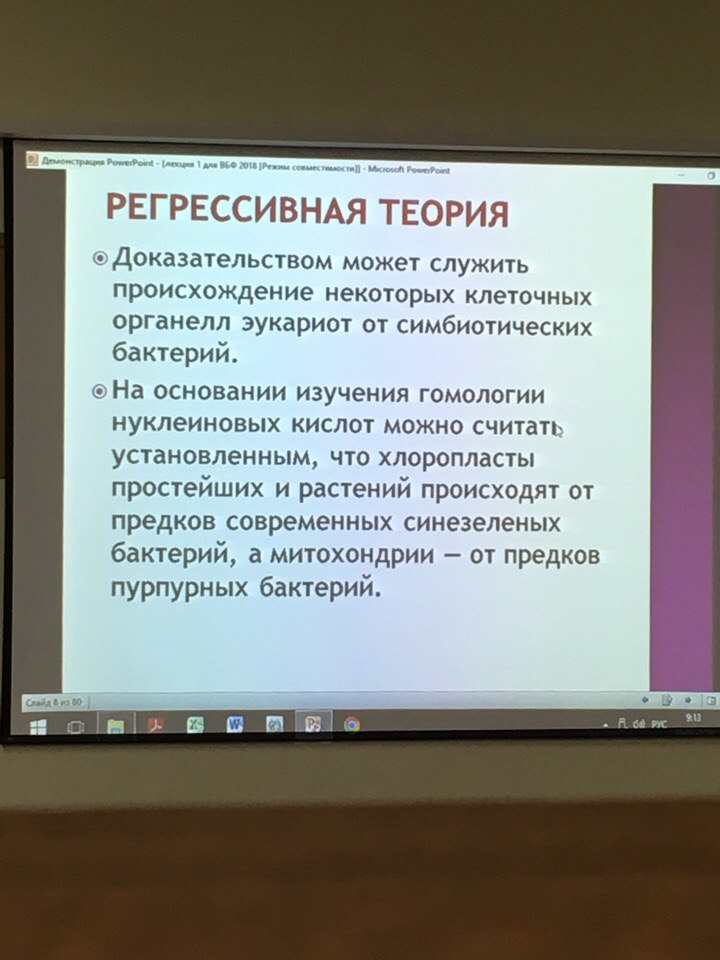 Демонстрация PowerPoint - [лекция 1 для ВБФ 2018 [Режим совместимости]] - Microsoft PowerPoint
РЕГРЕССИВНАЯ ТЕОРИЯ
Доказательством может служить
происхождение некоторых клеточных
органелл эукариот от симбиотических
бактерий.
На основании изучения гомологии
нуклеиновых кислот можно считать
установленным, что хлоропласты
простейших и растений происходят от
предков современных синезеленых
бактерий, а митохондрии — от предков
пурпурных бактерий.
Слайд 8 из 80
РУС
9:13